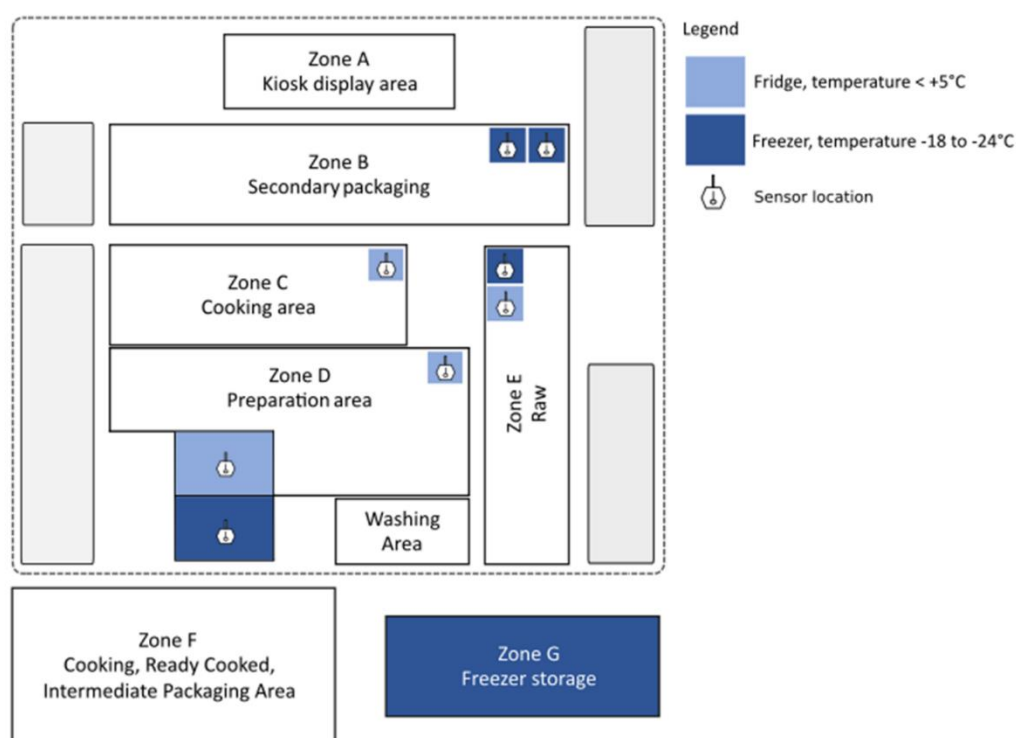 Zone A
Kiosk display area
Zone B
Secondary packaging
Zone C
Cooking area
Zone D
Preparation area
Zone E
Raw
Washing
Area
Zone F
Cooking, Ready Cooked,
Intermediate Packaging Area
Zone G
Freezer storage
Legend
Fridge, temperature < +5°C
Freezer, temperature -18 to -24°C
Sensor location